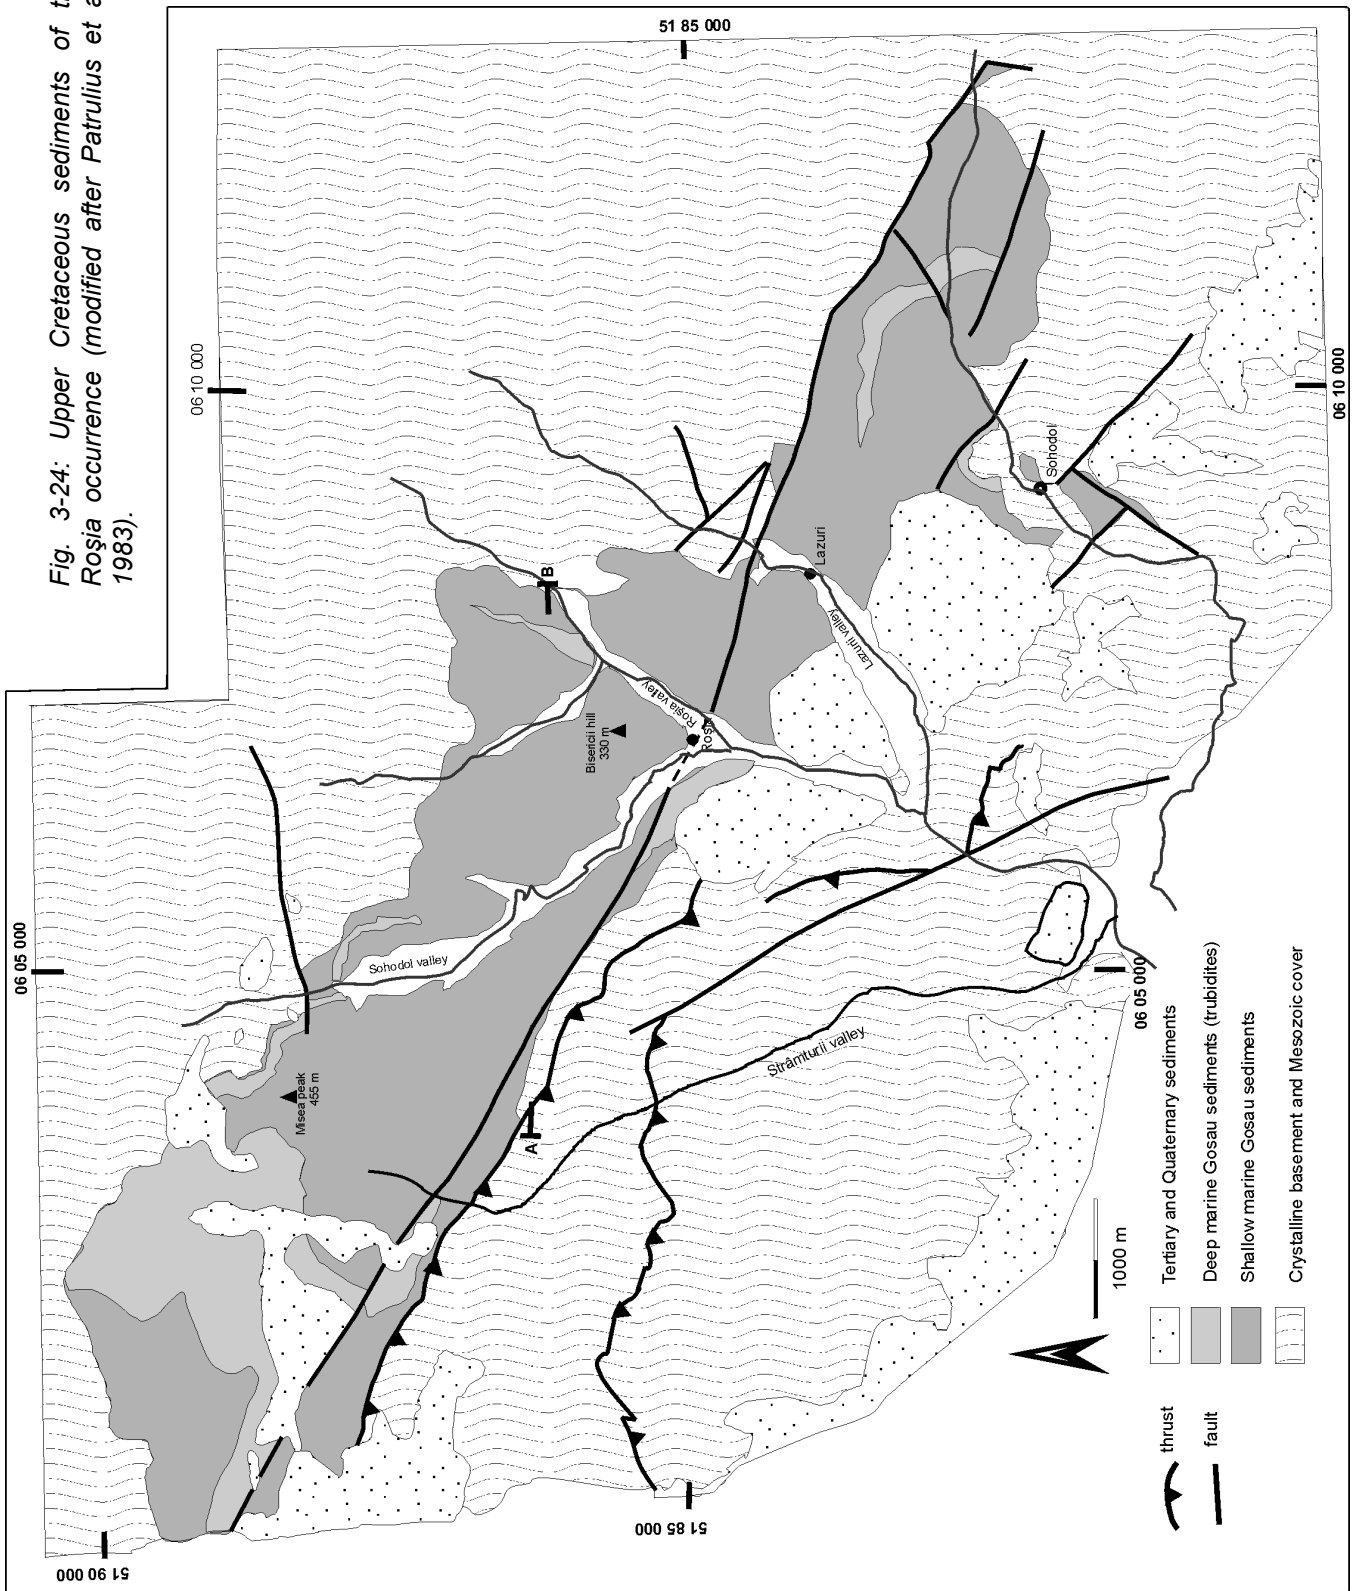 Fig. 3-24: Upper Cretaceous sediments of
Roşia occurrence (modified after Patrulius et
1983).
51 85 000
06 10 000
06 05 000
51 90 000
51 85 000
06 05 000
06 10 000
Misea peak
455 m
Sohodol valley
Bisericii hill
330 m
Roşia valley
Lazuri
Lazurii valley
Sohodol
Strâmturii valley
A
B
1000 m
thrust
fault
Tertiary and Quaternary sediments
Deep marine Gosau sediments (trubidites)
Shallow marine Gosau sediments
Crystalline basement and Mesozoic cover